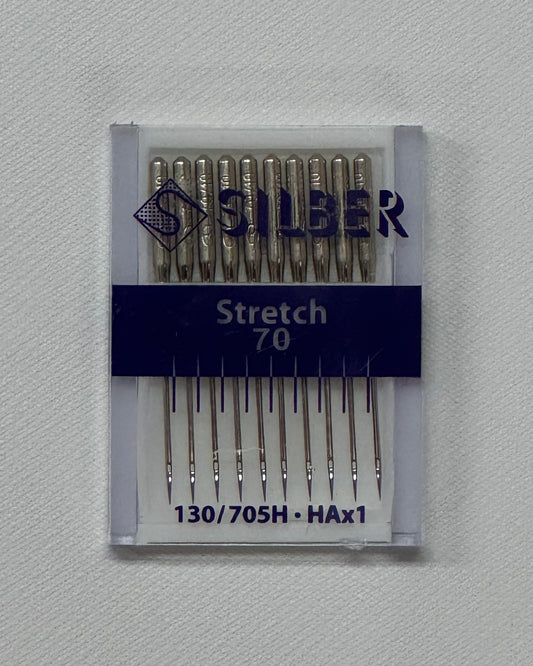 SILBER
Stretch
70
130/705H • HAx1